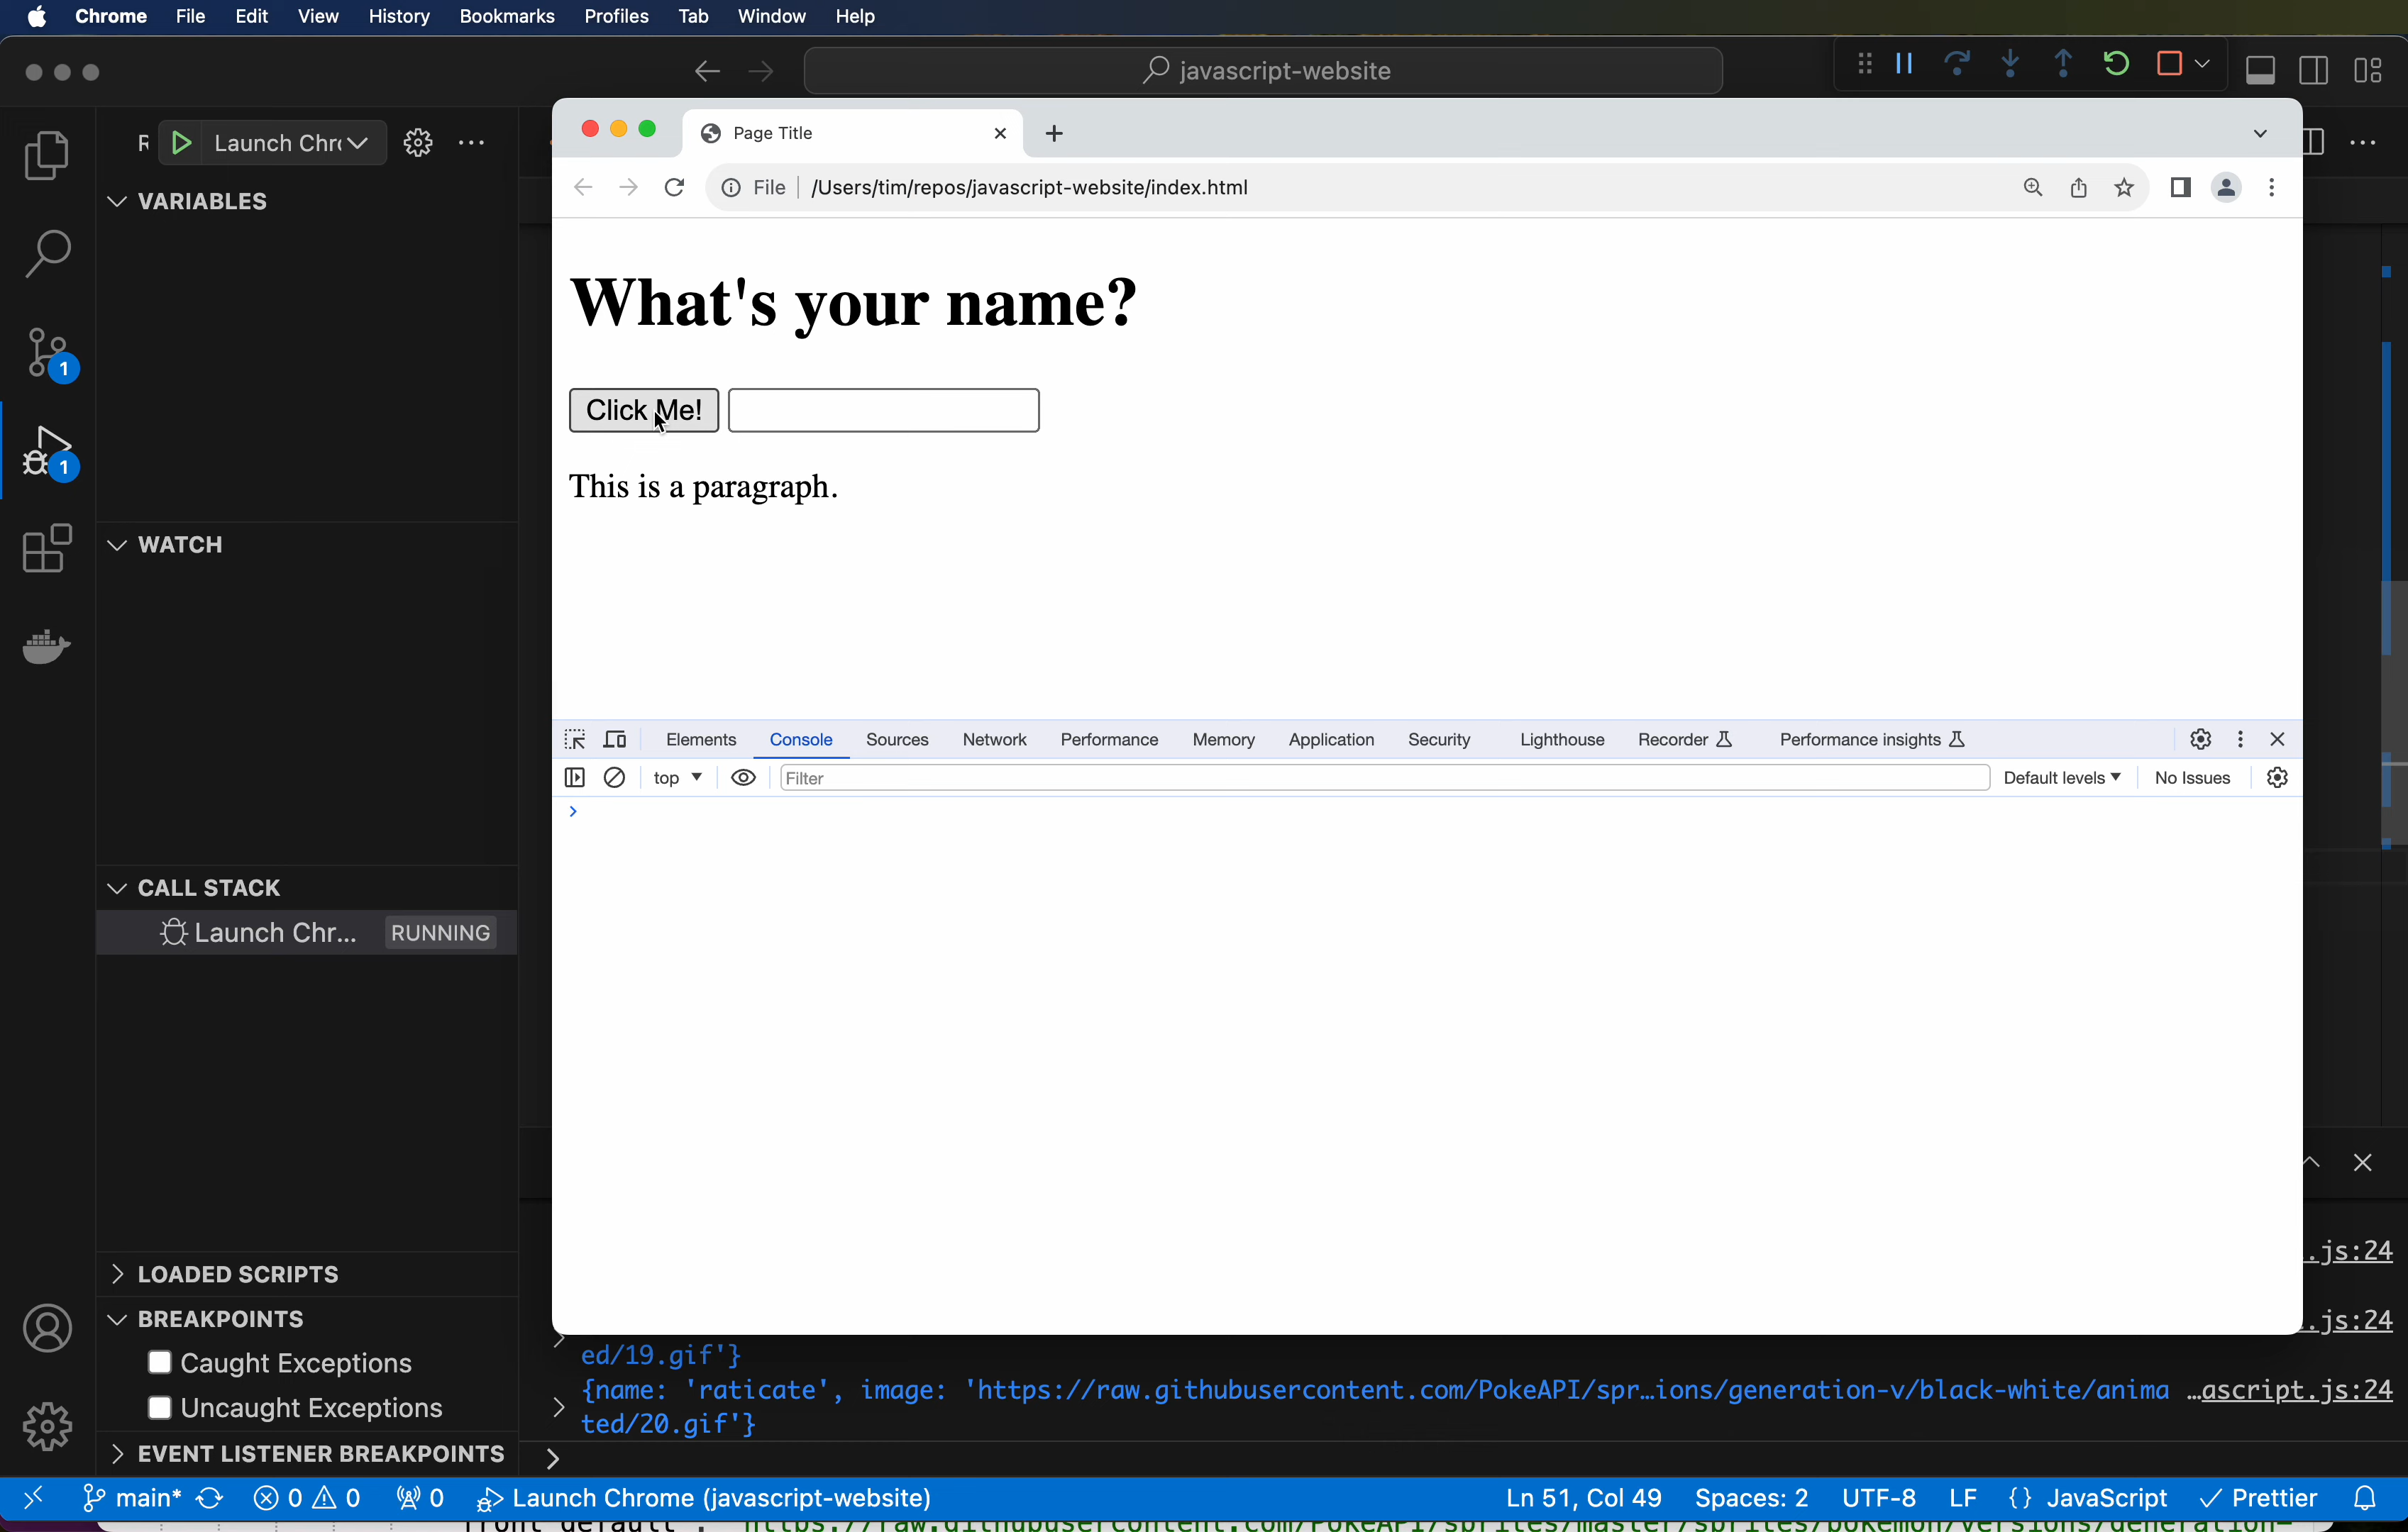 Chrome File Edit View History Bookmarks Profiles Tab Window Help
javascript-website
Launch Chr
Page Title
File /Users/tim/repos/javascript-website/index.html
VARIABLES
What's your name?
1
Click Me!
1
This is a paragraph.
WATCH
Elements Console Sources Network Performance Memory Application Security Lighthouse Recorder Performance insights
top Filter Default levels No Issues
CALL STACK
Launch Chr... RUNNING
LOADED SCRIPTS
.js:24
BREAKPOINTS
.js:24
Caught Exceptions
ed/19.gif'}
{name: 'raticate', image: 'https://raw.githubusercontent.com/PokeAPI/spr…ions/generation-v/black-white/anima …ascript.js:24
Uncaught Exceptions
ted/20.gif'}
EVENT LISTENER BREAKPOINTS
main* 0 0 0 Launch Chrome (javascript-website) Ln 51, Col 49 Spaces: 2 UTF-8 LF {} JavaScript Prettier